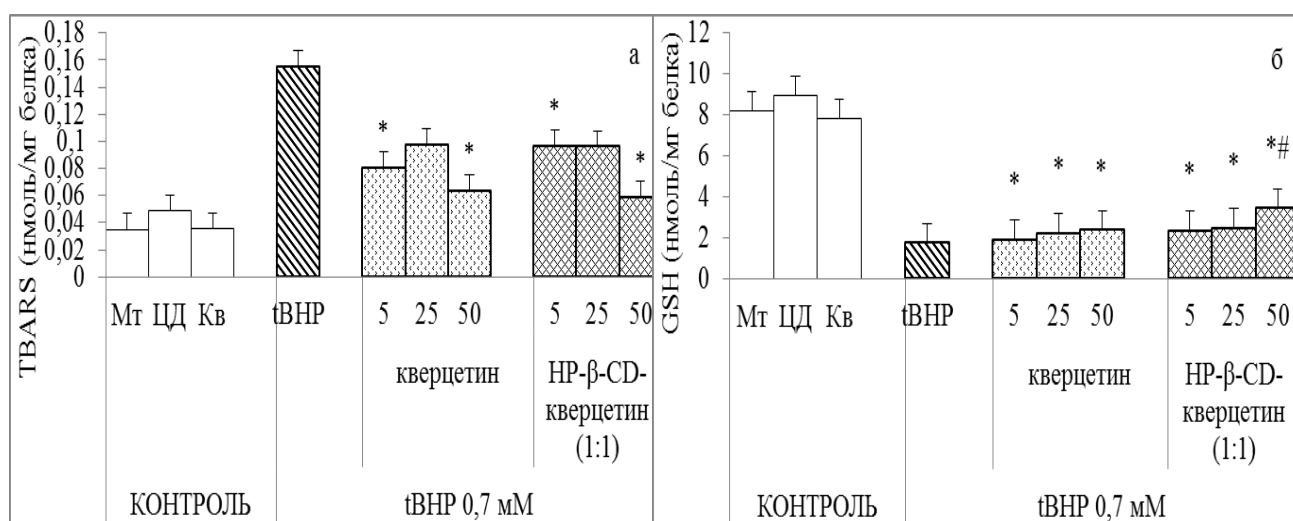 TBARS (нмоль/мг белка)
0,18
0,16
0,14
0,12
0,1
0,08
0,06
0,04
0,02
0
а
*
*
*
*
Мт ЦД Кв tBHP 5 25 50 5 25 50
кверцетин
HP-β-CD-
кверцетин
(1:1)
КОНТРОЛЬ
tBHP 0,7 мМ
GSH (нмоль/мг белка)
12
10
8
6
4
2
0
б
*
*
*
*
*
*#
Мт ЦД Кв tBHP 5 25 50 5 25 50
кверцетин
HP-β-CD-
кверцетин
(1:1)
КОНТРОЛЬ
tBHP 0,7 мМ